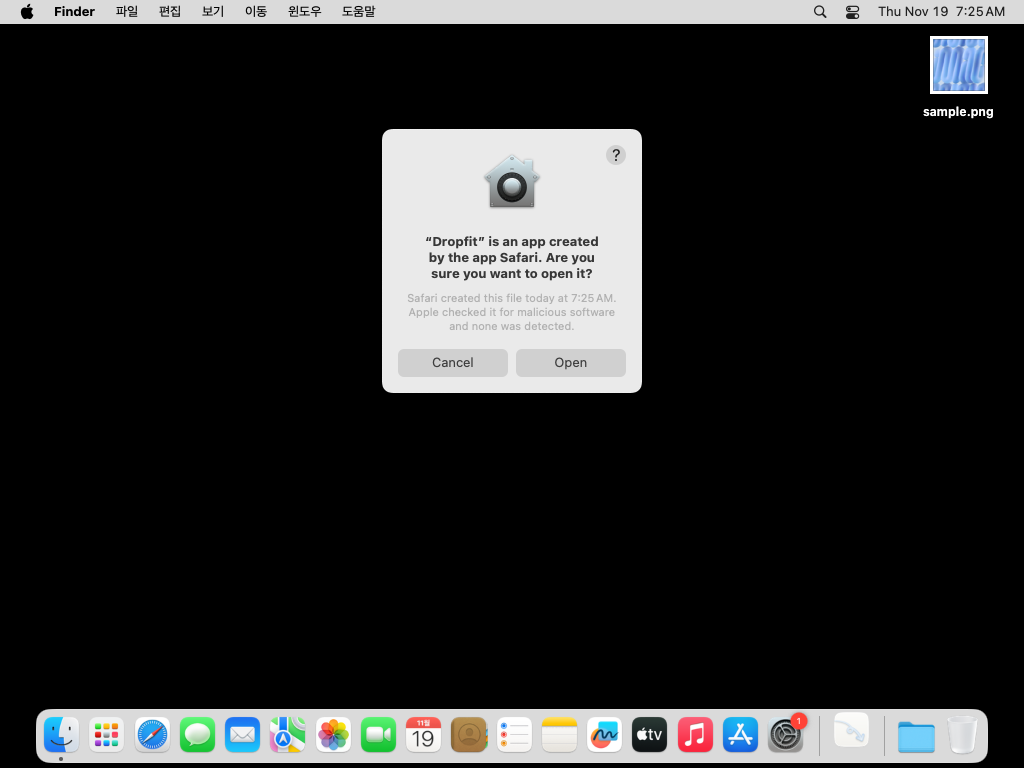 Finder 파일 편집 보기 이동 윈도우 도움말 Thu Nov 19 7:25 AM
sample.png
?
“Dropfit” is an app created
by the app Safari. Are you
sure you want to open it?
Safari created this file today at 7:25 AM.
Apple checked it for malicious software
and none was detected.
Cancel Open
11월
19
tv
1